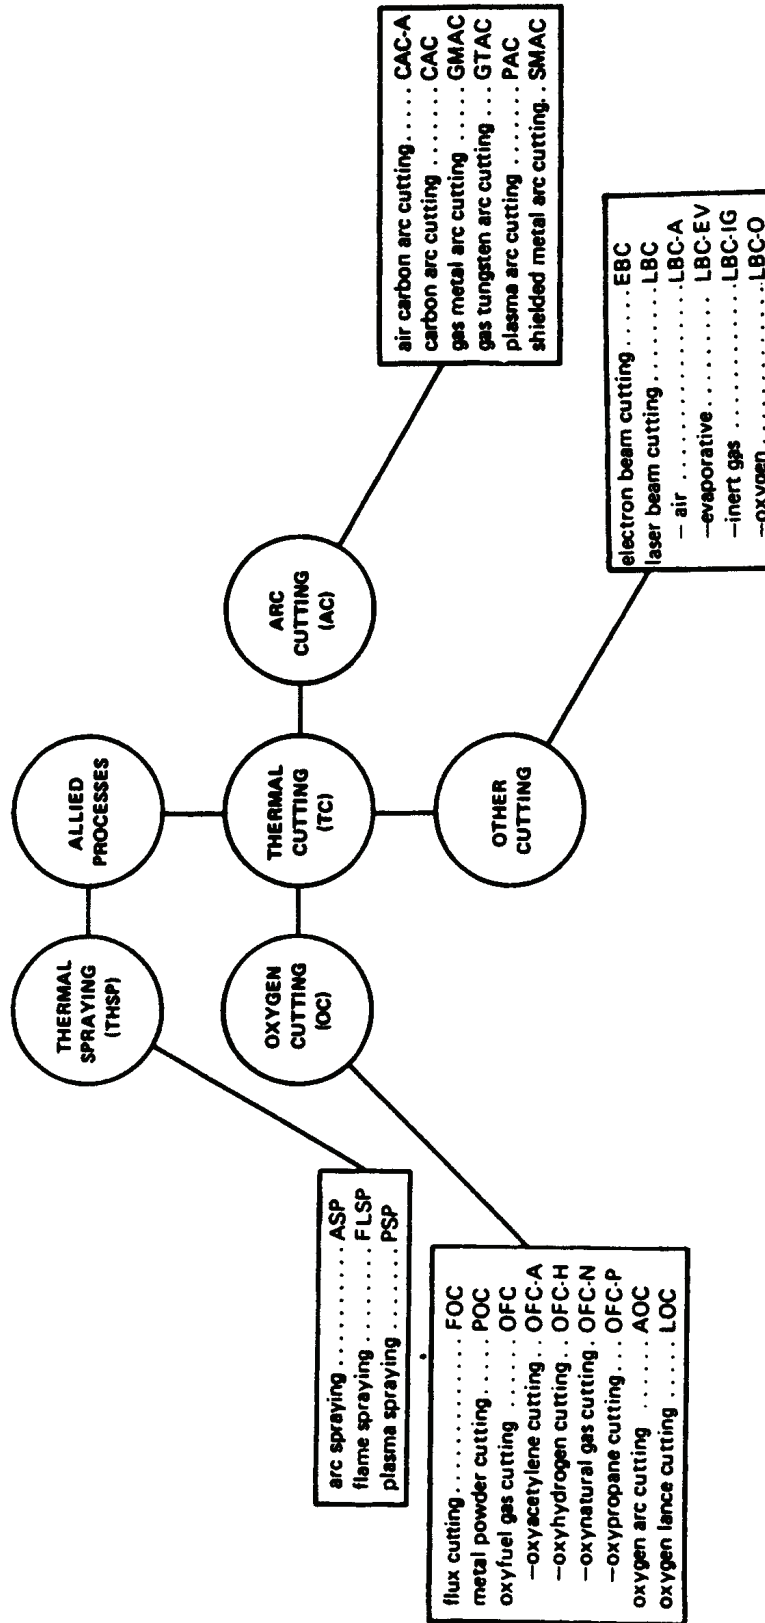 ALLIED
PROCESSES
THERMAL
SPRAYING
(THSP)
THERMAL
CUTTING
(TC)
OXYGEN
CUTTING
(OC)
ARC
CUTTING
(AC)
OTHER
CUTTING
arc spraying .......... ASP
flame spraying ......... FLSP
plasma spraying ....... PSP
flux cutting ............ FOC
metal powder cutting ..... POC
oxyfuel gas cutting ...... OFC
—oxyacetylene cutting .. OFC-A
—oxyhydrogen cutting .. OFC-H
—oxynatural gas cutting . OFC-N
—oxypropane cutting .... OFC-P
oxygen arc cutting ....... AOC
oxygen lance cutting ..... LOC
air carbon arc cutting ..... CAC-A
carbon arc cutting ....... CAC
gas metal arc cutting ..... GMAC
gas tungsten arc cutting ... GTAC
plasma arc cutting ....... PAC
shielded metal arc cutting .. SMAC
electron beam cutting ..... EBC
laser beam cutting ....... LBC
— air ............... LBC-A
—evaporative .......... LBC-EV
—inert gas ............ LBC-IG
—oxygen .............. LBC-O